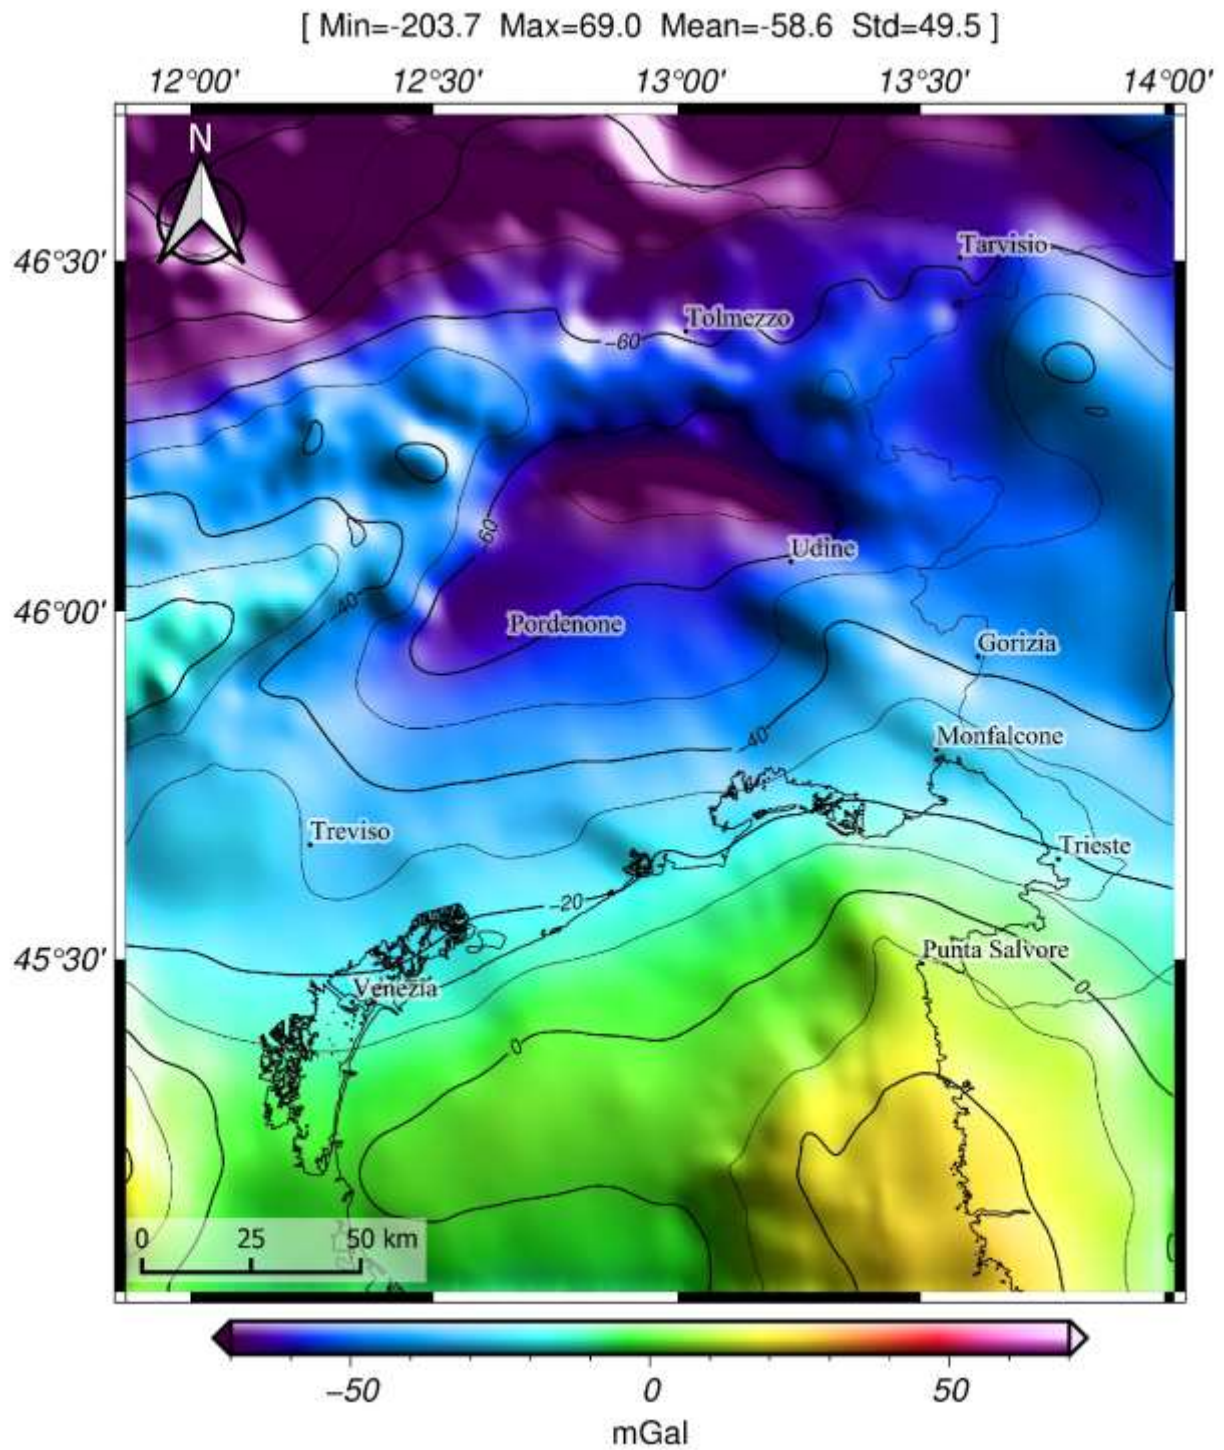 [ Min=-203.7 Max=69.0 Mean=-58.6 Std=49.5 ]
12°00' 12°30' 13°00' 13°30' 14°00'
N
Tarvisio
46°30'
Tolmezzo
-60
-60
Udine
-40
46°00'
Pordenone
Gorizia
-40
Monfalcone
Treviso
Trieste
-20
45°30'
Punta Salvore
Venezia
0
0
0 25 50 km
-50 0 50
mGal